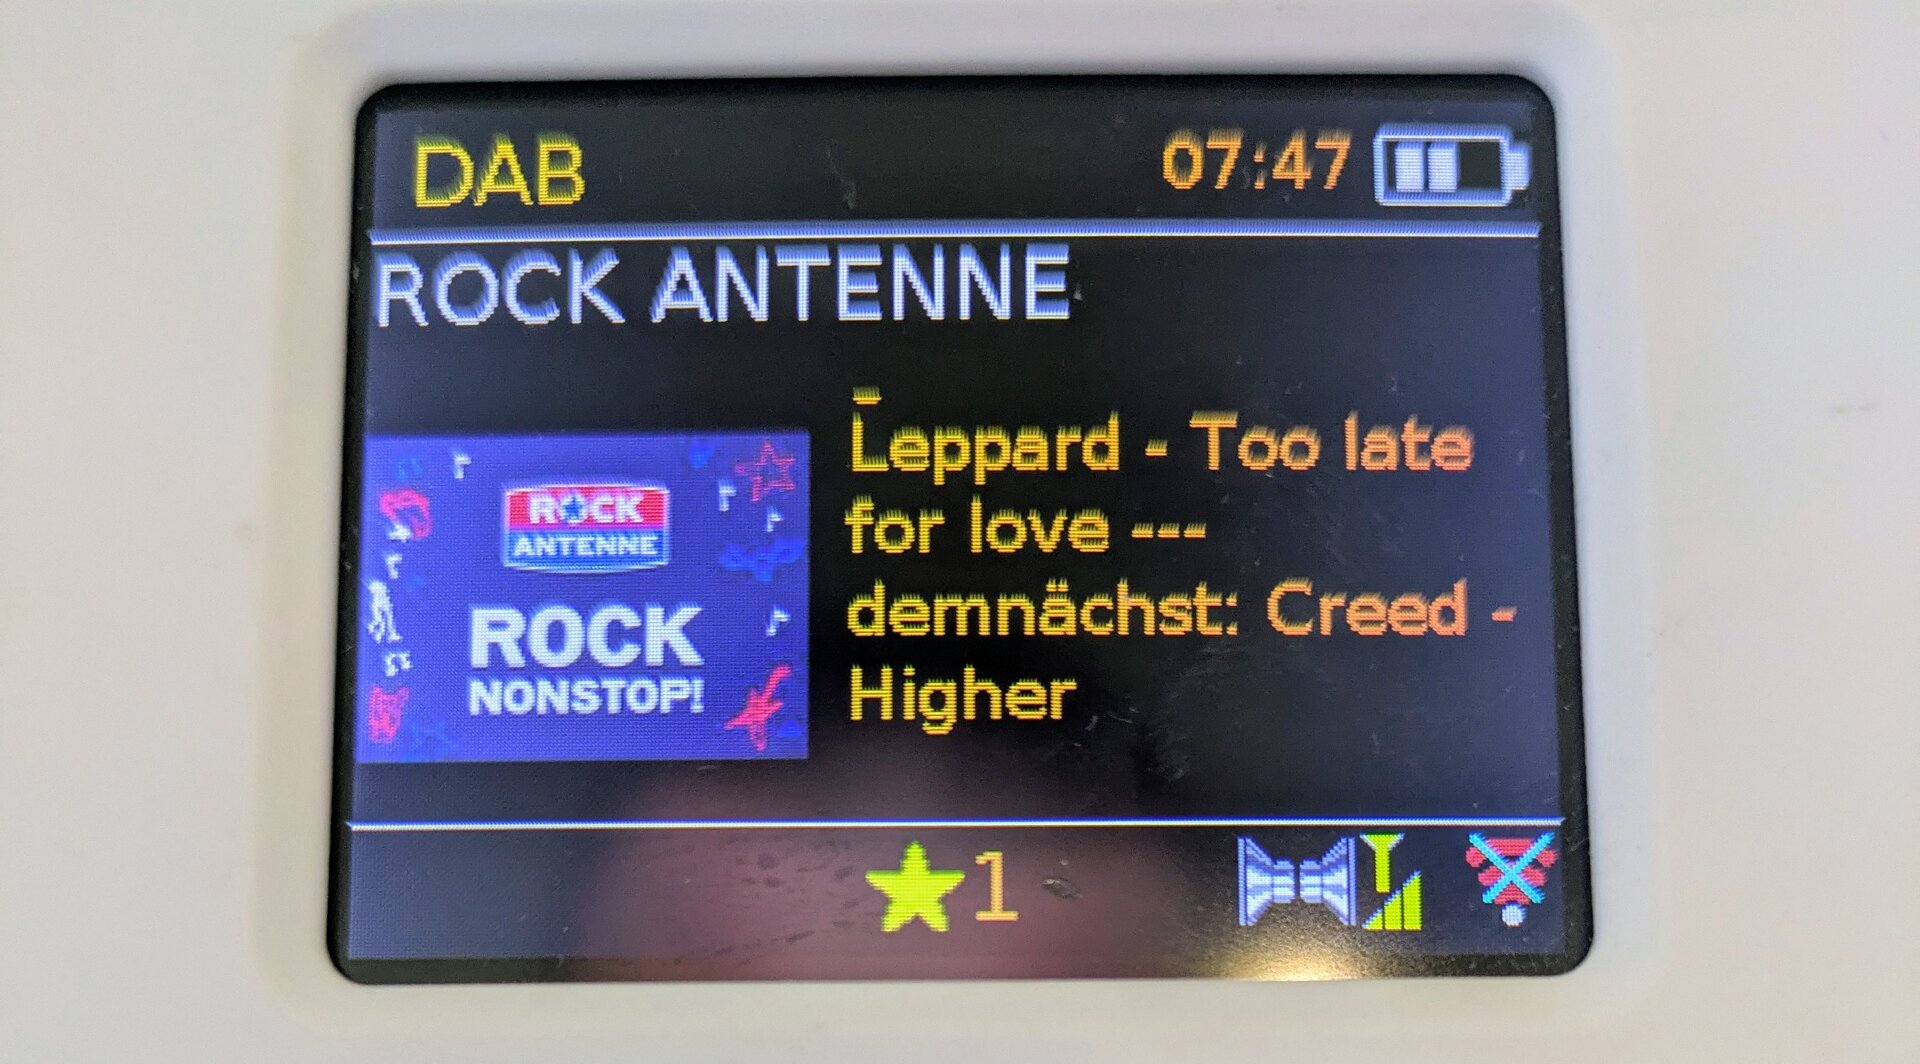 DAB 07:47
ROCK ANTENNE
ROCK
ANTENNE
ROCK
NONSTOP!
Leppard - Too late
for love ---
demnächst: Creed -
Higher
1